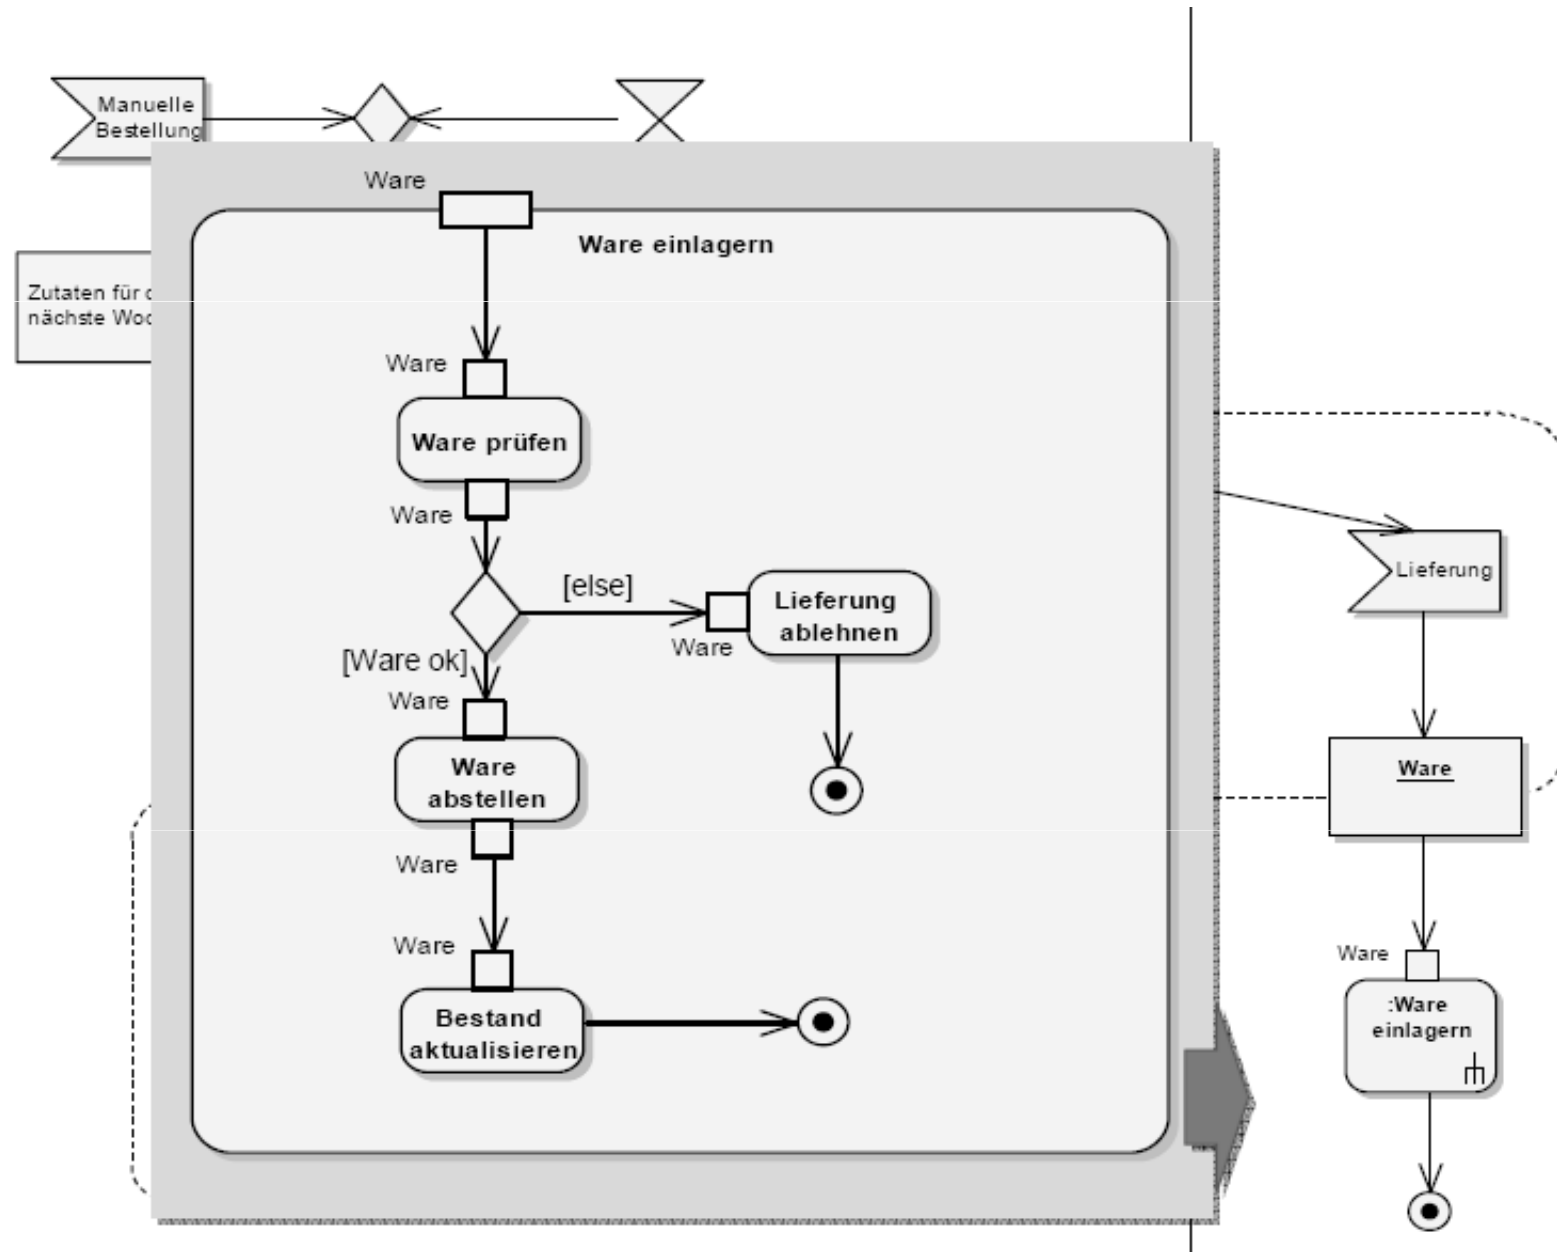 Manuelle
Bestellung
Ware
Ware einlagern
Zutaten für
nächste
Ware
Ware prüfen
Ware
[else]
Lieferung
ablehnen
Ware
[Ware ok]
Ware
Ware
abstellen
Ware
Ware
Bestand
aktualisieren
Lieferung
Ware
Ware
:Ware
einlagern